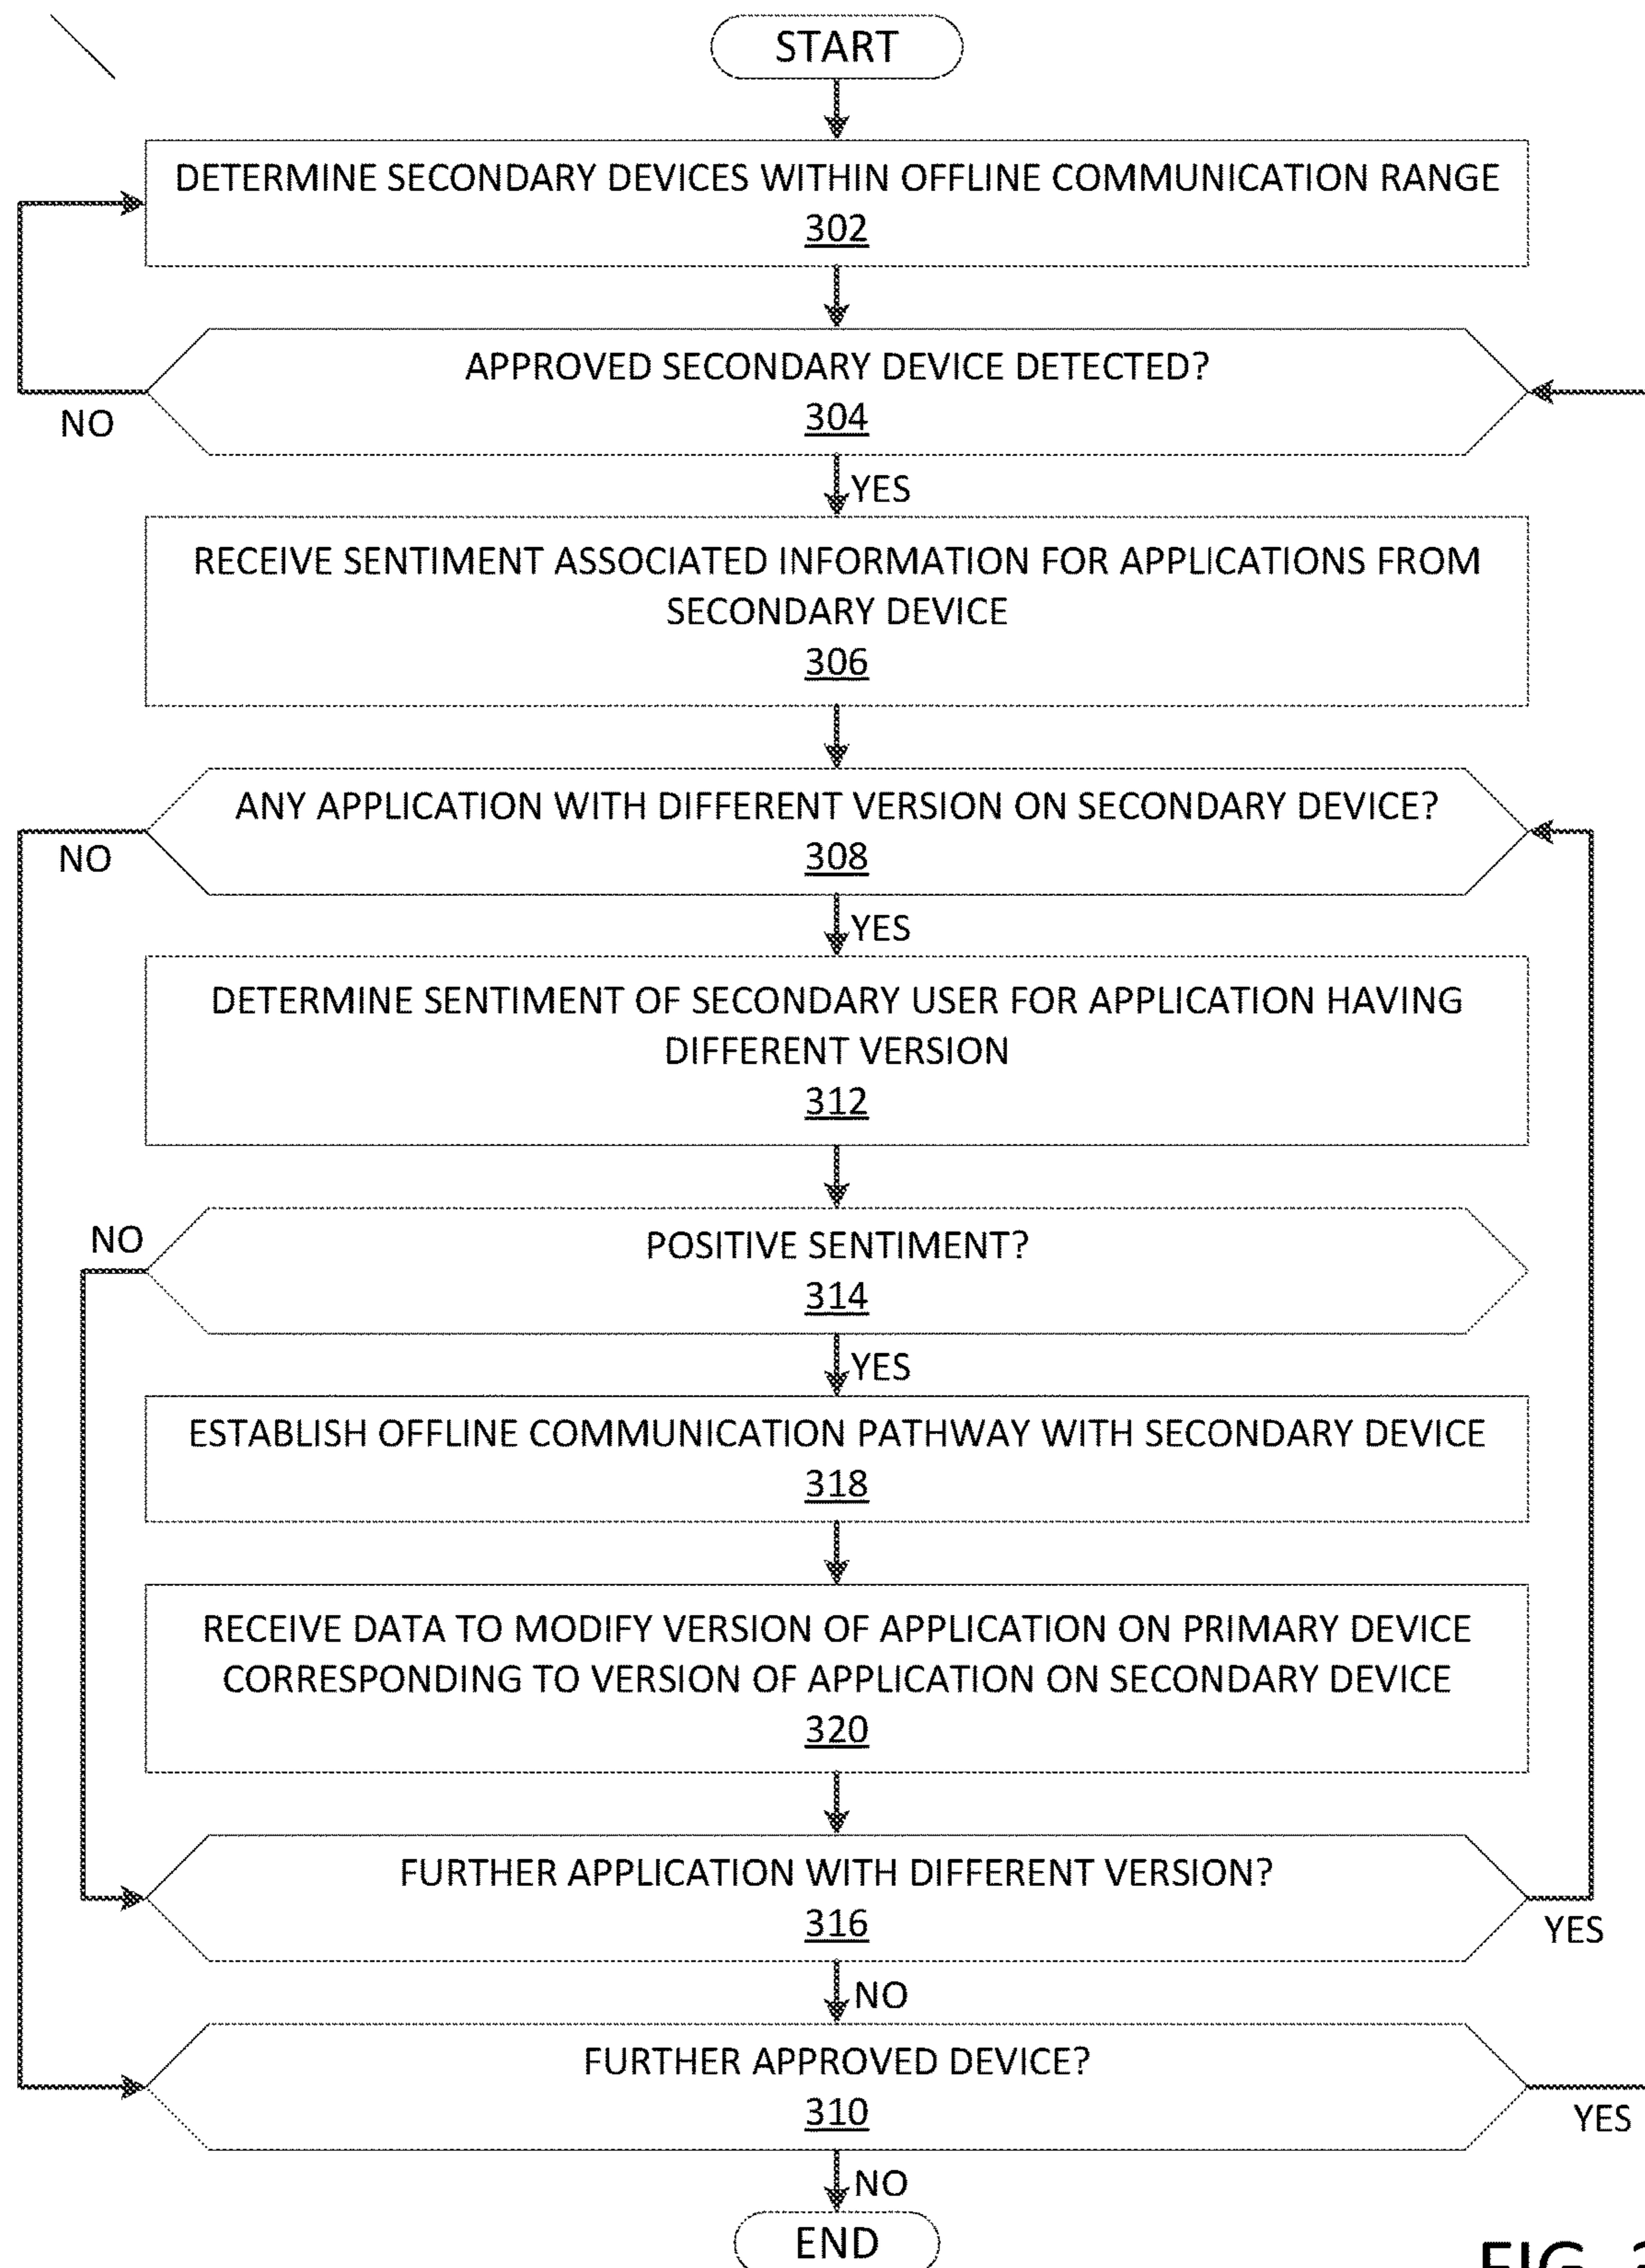 START
DETERMINE SECONDARY DEVICES WITHIN OFFLINE COMMUNICATION RANGE
302
APPROVED SECONDARY DEVICE DETECTED?
304
NO
YES
RECEIVE SENTIMENT ASSOCIATED INFORMATION FOR APPLICATIONS FROM
SECONDARY DEVICE
306
ANY APPLICATION WITH DIFFERENT VERSION ON SECONDARY DEVICE?
308
NO
YES
DETERMINE SENTIMENT OF SECONDARY USER FOR APPLICATION HAVING
DIFFERENT VERSION
312
NO
POSITIVE SENTIMENT?
314
YES
ESTABLISH OFFLINE COMMUNICATION PATHWAY WITH SECONDARY DEVICE
318
RECEIVE DATA TO MODIFY VERSION OF APPLICATION ON PRIMARY DEVICE
CORRESPONDING TO VERSION OF APPLICATION ON SECONDARY DEVICE
320
FURTHER APPLICATION WITH DIFFERENT VERSION?
316
YES
NO
FURTHER APPROVED DEVICE?
310
YES
NO
END
FIG.